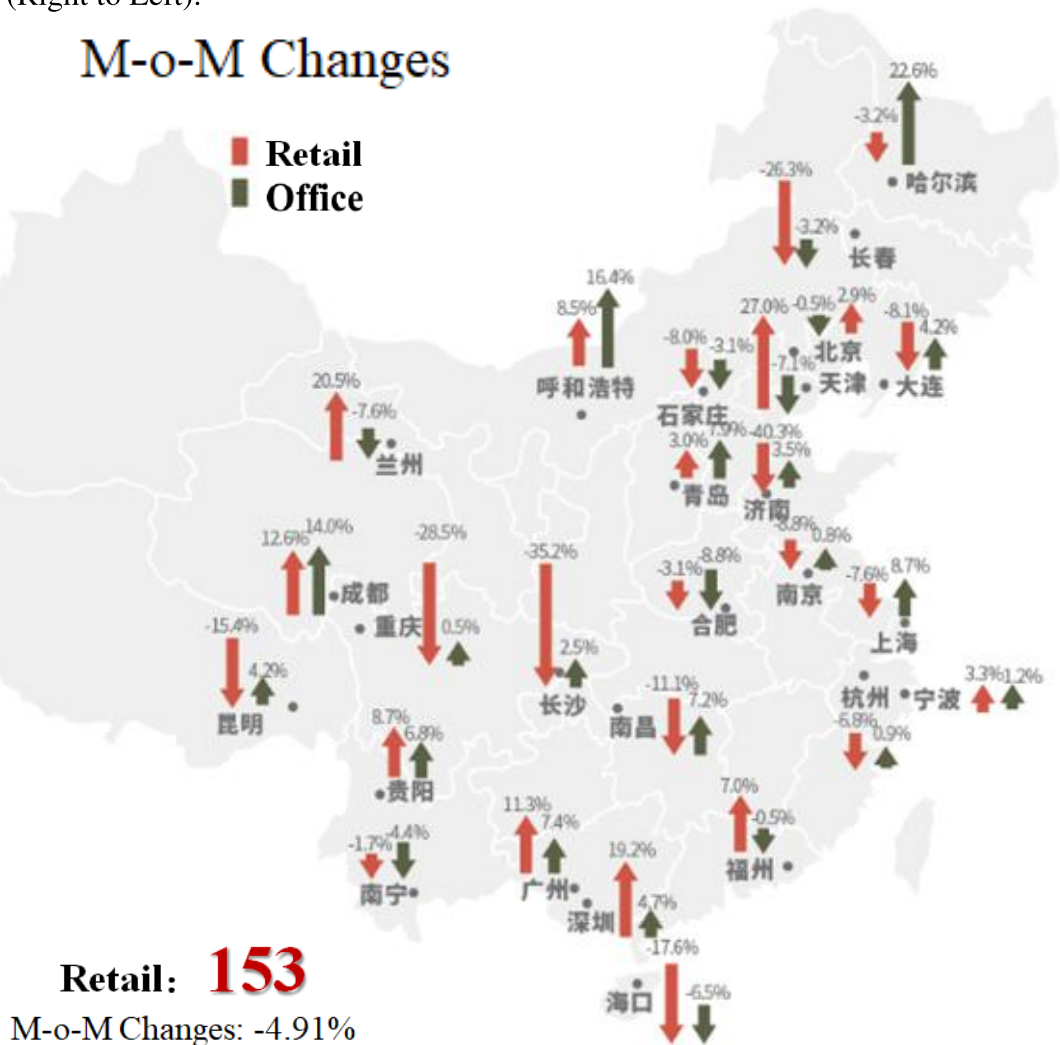 (Right to Left).
M-o-M Changes
Retail
Office
22.6%
-3.2%
哈尔滨
-26.3%
-3.2%
长春
16.4%
8.5%
呼和浩特
27.0% -0.5% 2.9%
北京
-8.1%
4.2%
大连
-8.0% -3.1%
石家庄
-7.1%
天津
20.5%
-7.6%
兰州
3.0% 7.9%
青岛
-40.3%
3.5%
济南
12.6% 14.0%
成都
-28.5%
重庆 0.5%
-35.2%
2.5%
长沙
-3.1% -8.8%
合肥
-8.8% 0.8%
南京
-7.6% 8.7%
上海
-15.4%
4.2%
昆明
-11.1% 7.2%
南昌
杭州
-6.8% 0.9%
宁波 3.3% 1.2%
8.7% 6.8%
贵阳
11.3% 7.4%
广州
7.0%
-0.5%
福州
-1.7% -4.4%
南宁
19.2%
4.7%
深圳
-17.6%
-6.5%
海口
Retail: 153
M-o-M Changes: -4.91%